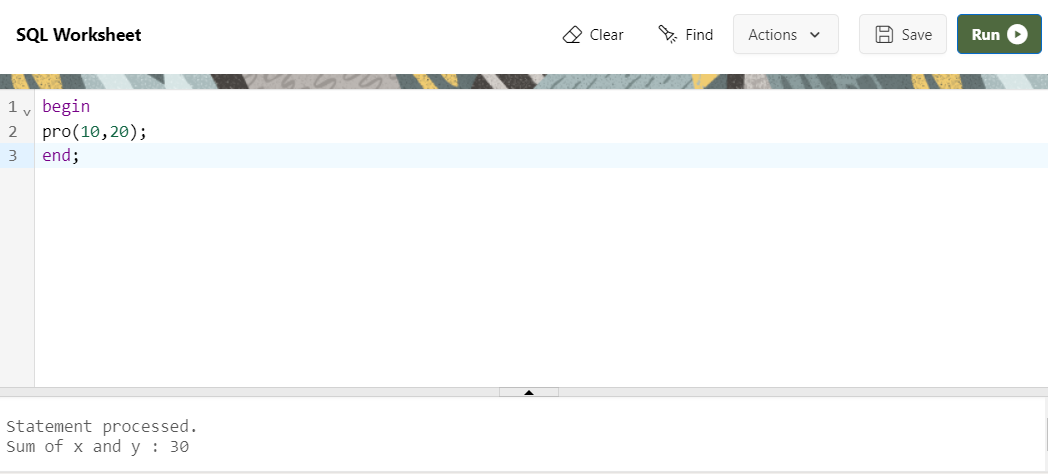 SQL Worksheet
Clear
Find
Actions
Save
Run
1 begin
2 pro(10,20);
3 end;
Statement processed.
Sum of x and y : 30